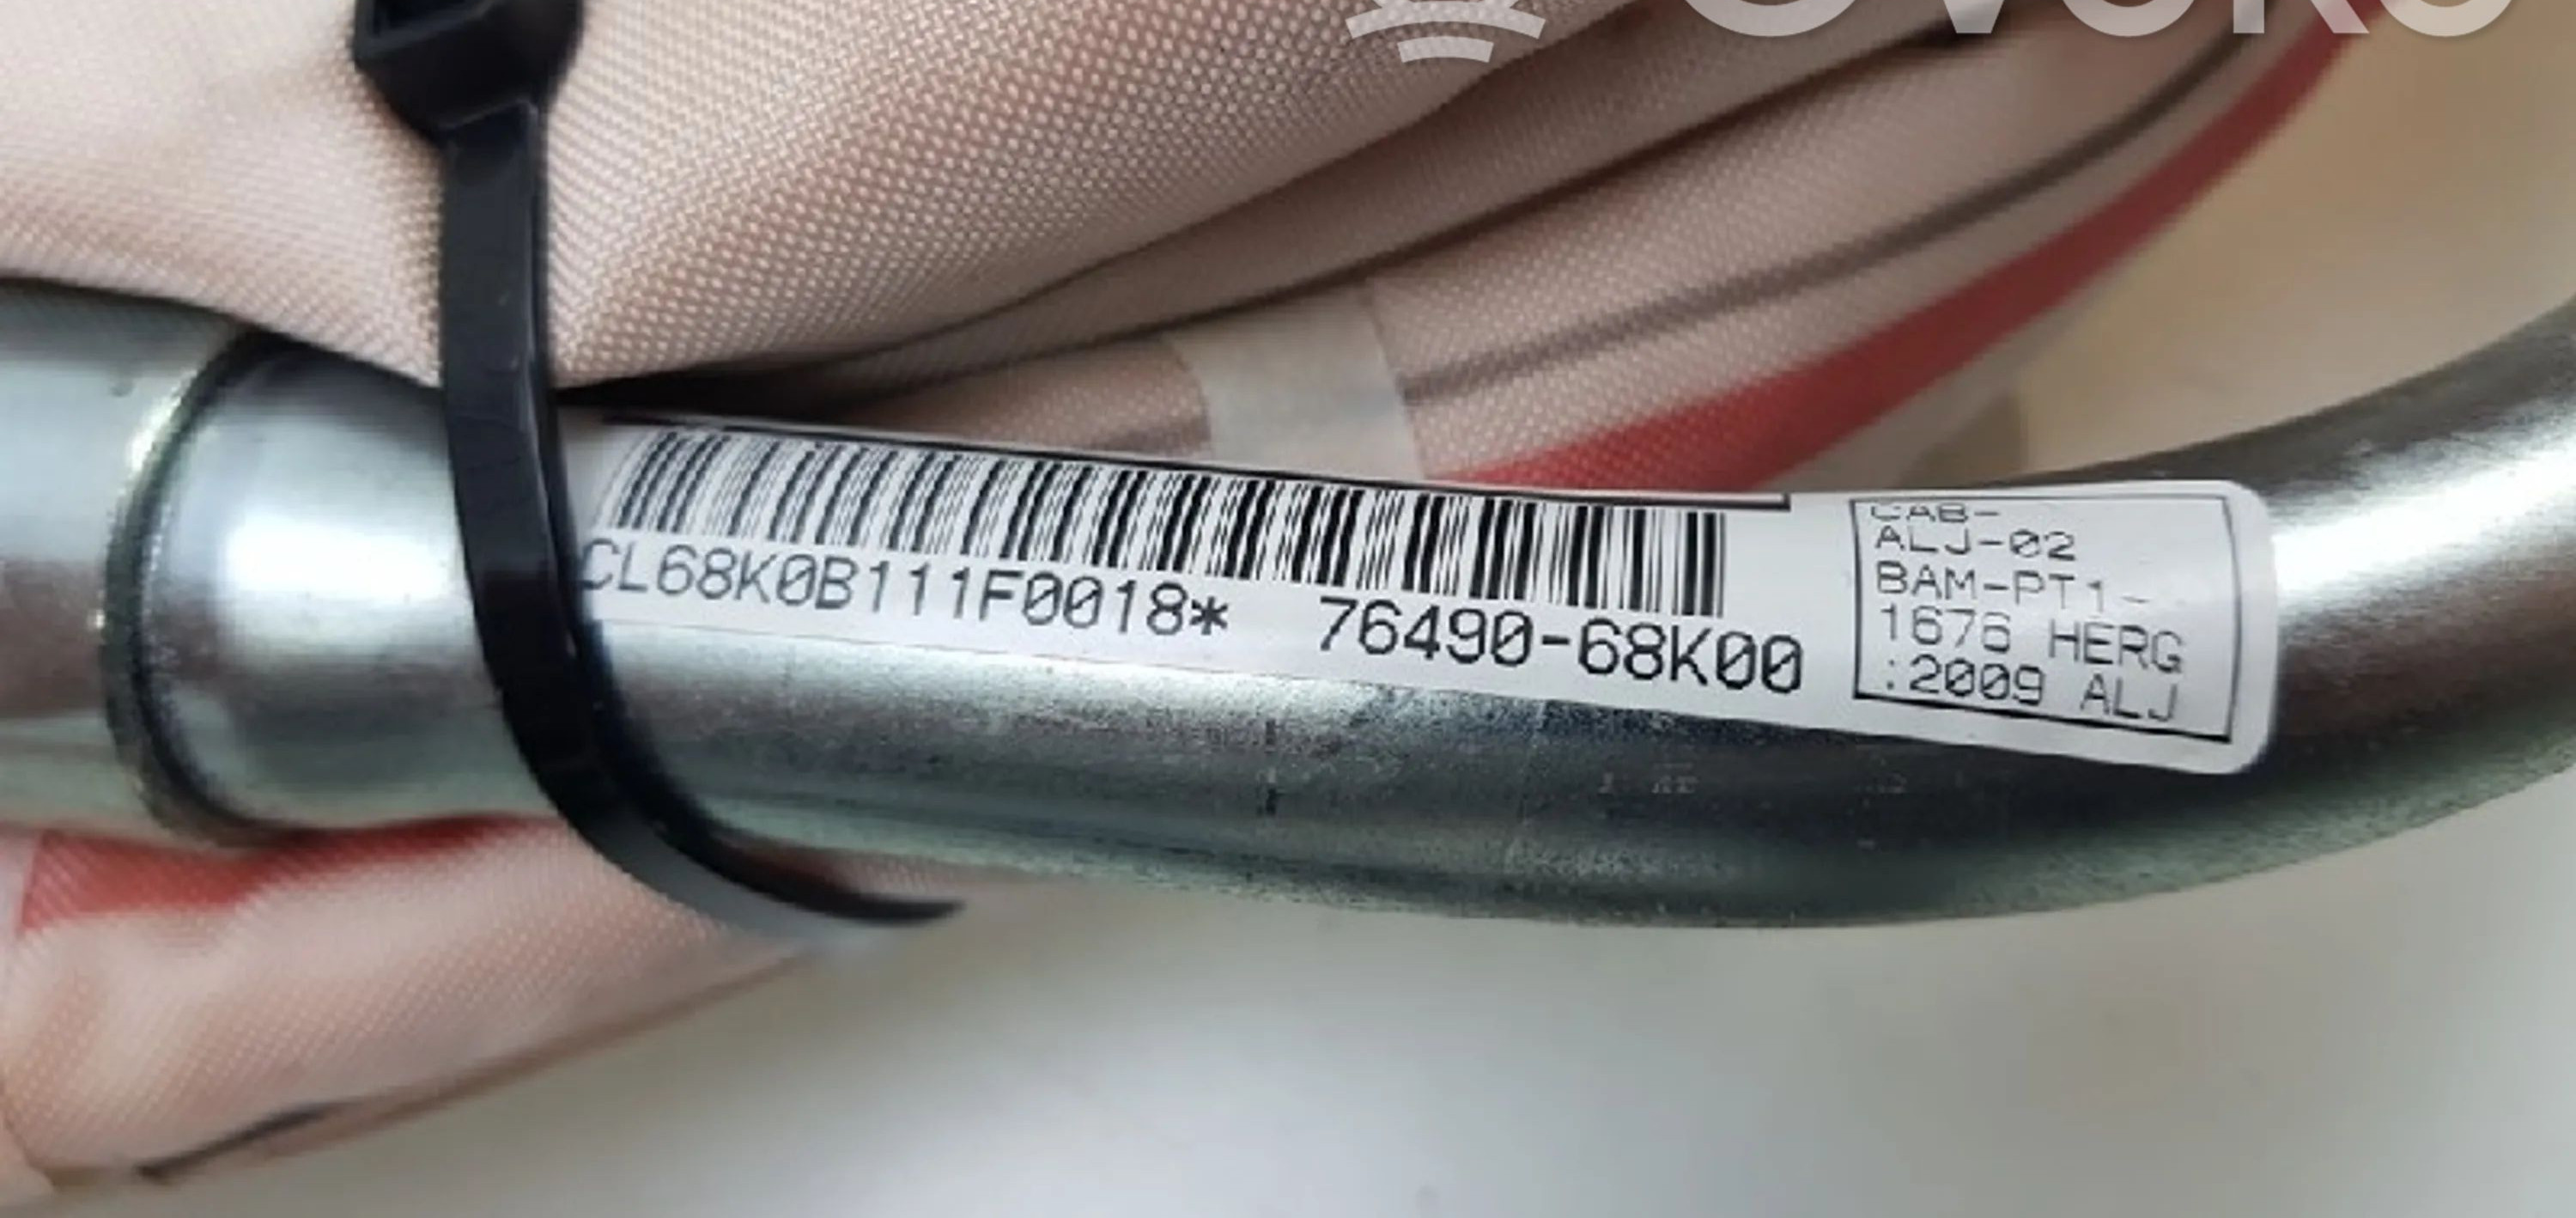 CL68K0B111F0018* 76490-68K00
CAB-
ALJ-02
BAM-PT1-
1676 HERG
:2009 ALJ